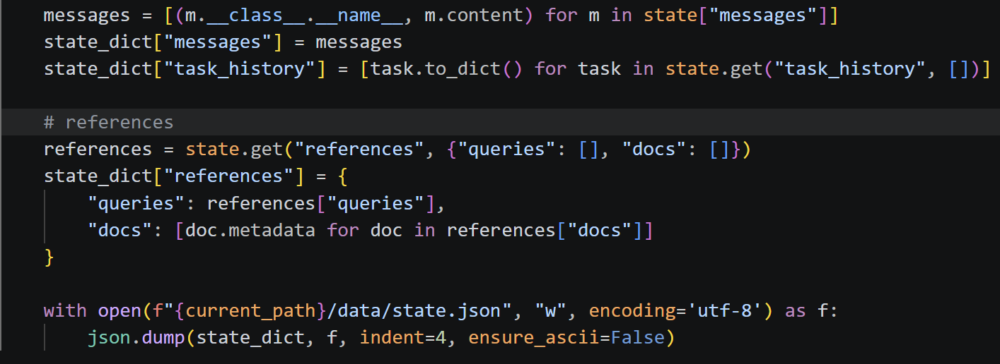 messages = [(m.__class__.__name__, m.content) for m in state["messages"]]
state_dict["messages"] = messages
state_dict["task_history"] = [task.to_dict() for task in state.get("task_history", [])]
# references
references = state.get("references", {"queries": [], "docs": []})
state_dict["references"] = {
"queries": references["queries"],
"docs": [doc.metadata for doc in references["docs"]]
}
with open(f"{current_path}/data/state.json", "w", encoding='utf-8') as f:
json.dump(state_dict, f, indent=4, ensure_ascii=False)